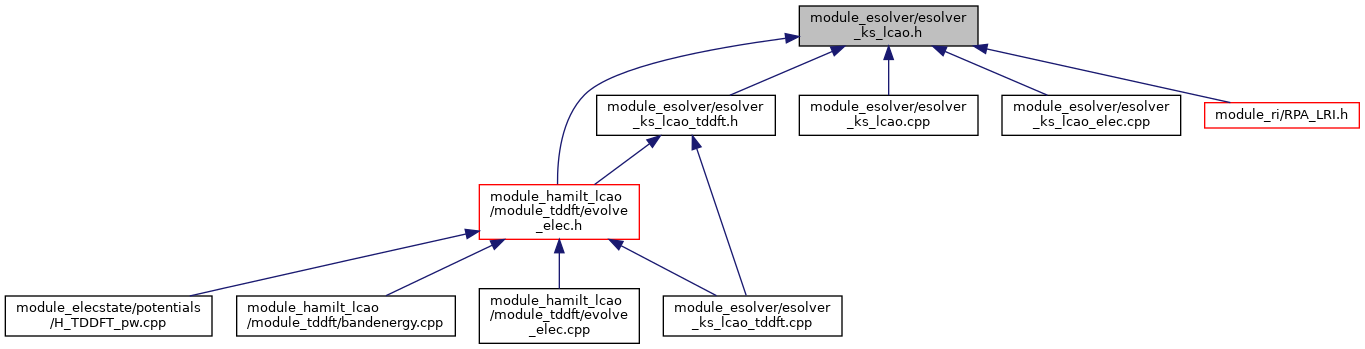 module_esolver/esolver
_ks_lcao.h
module_esolver/esolver
_ks_lcao_tddft.h
module_esolver/esolver
_ks_lcao.cpp
module_esolver/esolver
_ks_lcao_elec.cpp
module_ri/RPA_LRI.h
module_hamilt_lcao
/module_tddft/evolve
_elec.h
module_elecstate/potentials
/H_TDDFT_pw.cpp
module_hamilt_lcao
/module_tddft/bandenergy.cpp
module_hamilt_lcao
/module_tddft/evolve
_elec.cpp
module_esolver/esolver
_ks_lcao_tddft.cpp